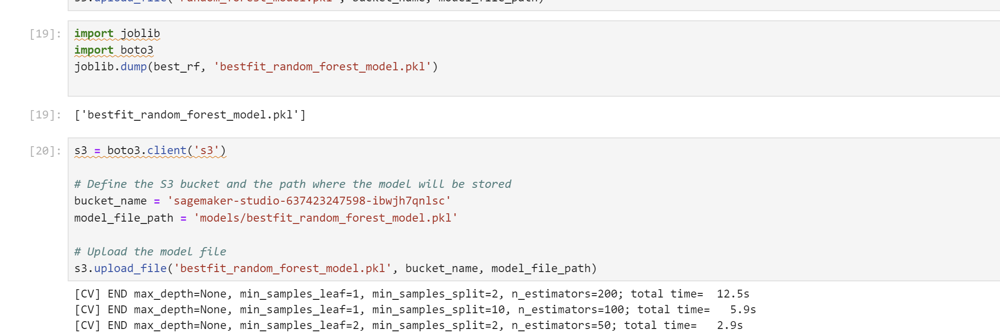 s3.upload_file('random_forest_model.pkl', bucket_name, model_file_path)
[19]: import joblib
import boto3
joblib.dump(best_rf, 'bestfit_random_forest_model.pkl')
[19]: ['bestfit_random_forest_model.pkl']
[20]: s3 = boto3.client('s3')
# Define the S3 bucket and the path where the model will be stored
bucket_name = 'sagemaker-studio-637423247598-ibwjh7qnlsc'
model_file_path = 'models/bestfit_random_forest_model.pkl'
# Upload the model file
s3.upload_file('bestfit_random_forest_model.pkl', bucket_name, model_file_path)
[CV] END max_depth=None, min_samples_leaf=1, min_samples_split=2, n_estimators=200; total time=  12.5s
[CV] END max_depth=None, min_samples_leaf=1, min_samples_split=10, n_estimators=100; total time=   5.9s
[CV] END max_depth=None, min_samples_leaf=2, min_samples_split=2, n_estimators=50; total time=   2.9s